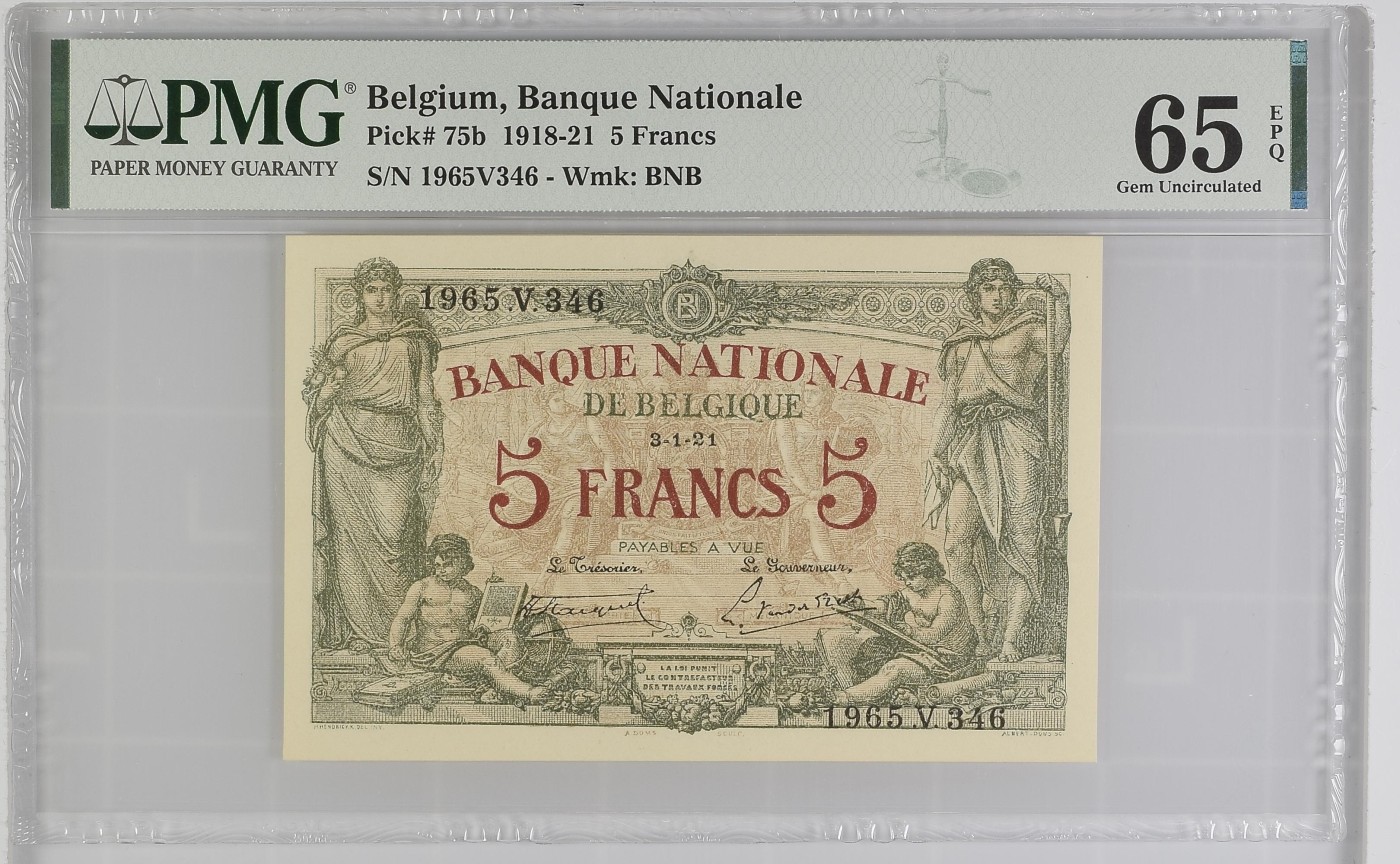 PMG®
PAPER MONEY GUARANTY
Belgium, Banque Nationale
Pick# 75b 1918-21 5 Francs
S/N 1965V346 - Wmk: BNB
65
EPQ
Gem Uncirculated
1965.V.346
BANQUE NATIONALE
DE BELGIQUE
3-1-21
5 FRANCS 5
PAYABLES A VUE
Le Trésorier, Le Gouverneur,
LA LOI PUNIT
LE CONTREFACTEUR
DES TRAVAUX FORCÉS
1965.V.346
A. DOMS SCULP.